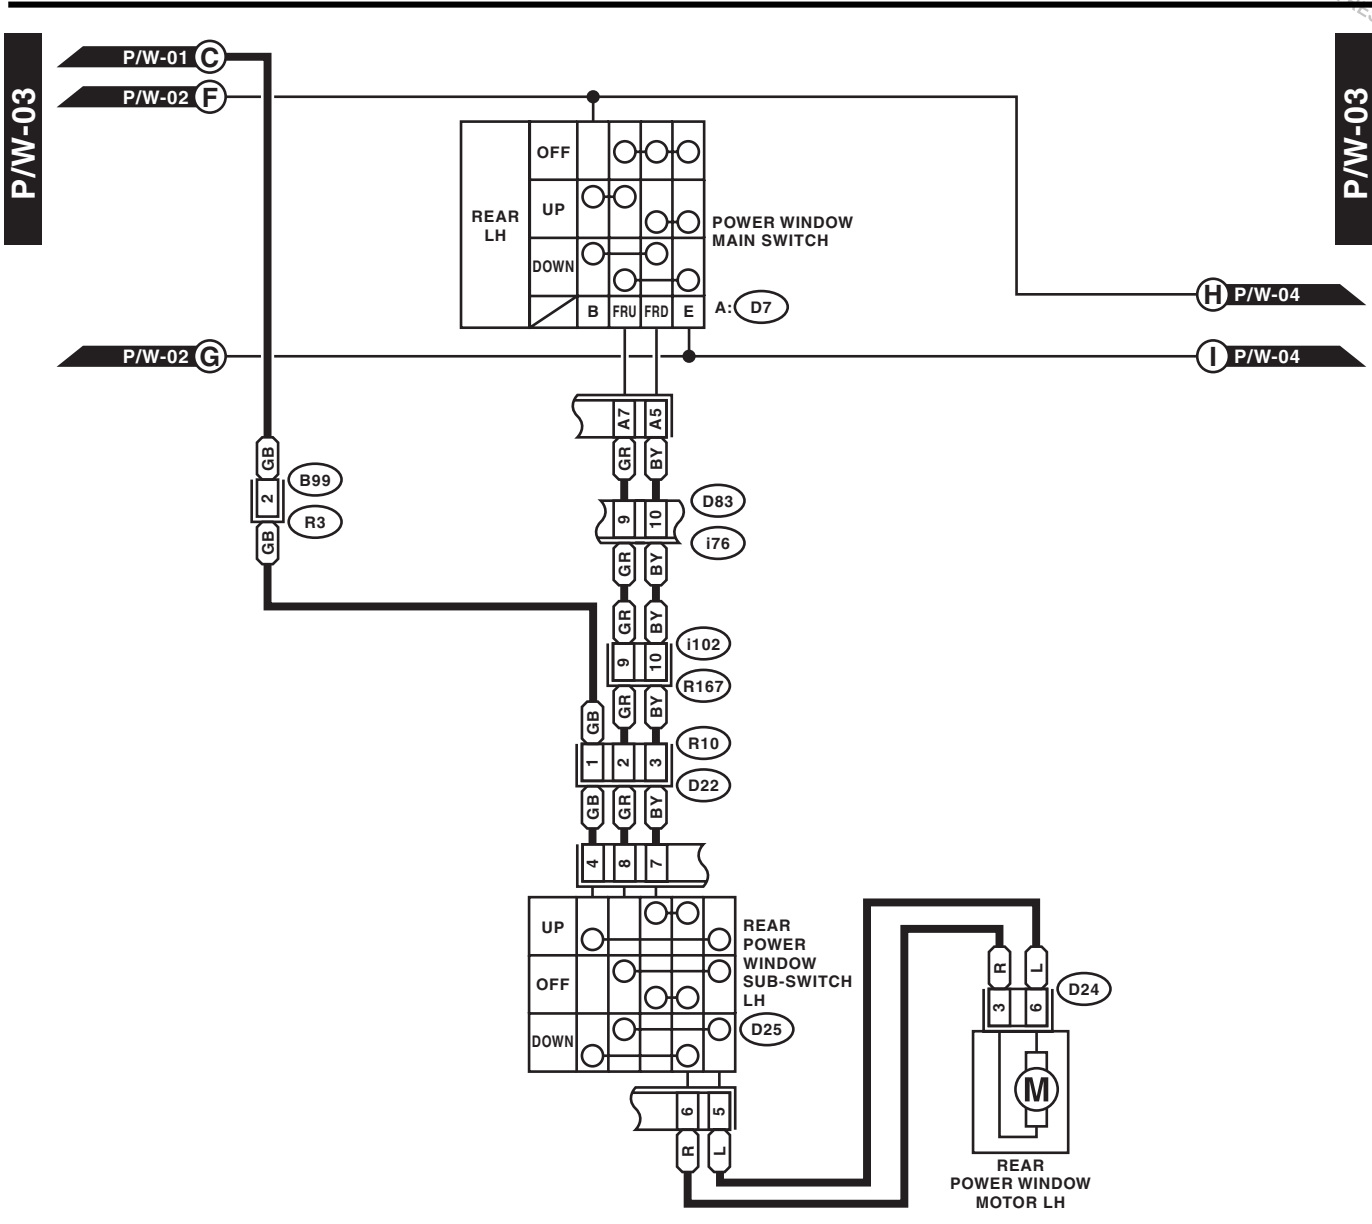 P/W-03
P/W-03
P/W-01 C
P/W-02 F
REAR
LH
OFF
UP
DOWN
B FRU FRD E
POWER WINDOW
MAIN SWITCH
A: D7
H P/W-04
P/W-02 G
I P/W-04
A7 A5
GR BY
GB
2
B99
R3
GB
9 10
D83
i76
GR BY
GR BY
9 10
i102
R167
GB GR BY
1 2 3
R10
D22
GB GR BY
4 8 7
UP
OFF
DOWN
REAR
POWER
WINDOW
SUB-SWITCH
LH
D25
6 5
R L
R L
3 6
D24
M
REAR
POWER WINDOW
MOTOR LH